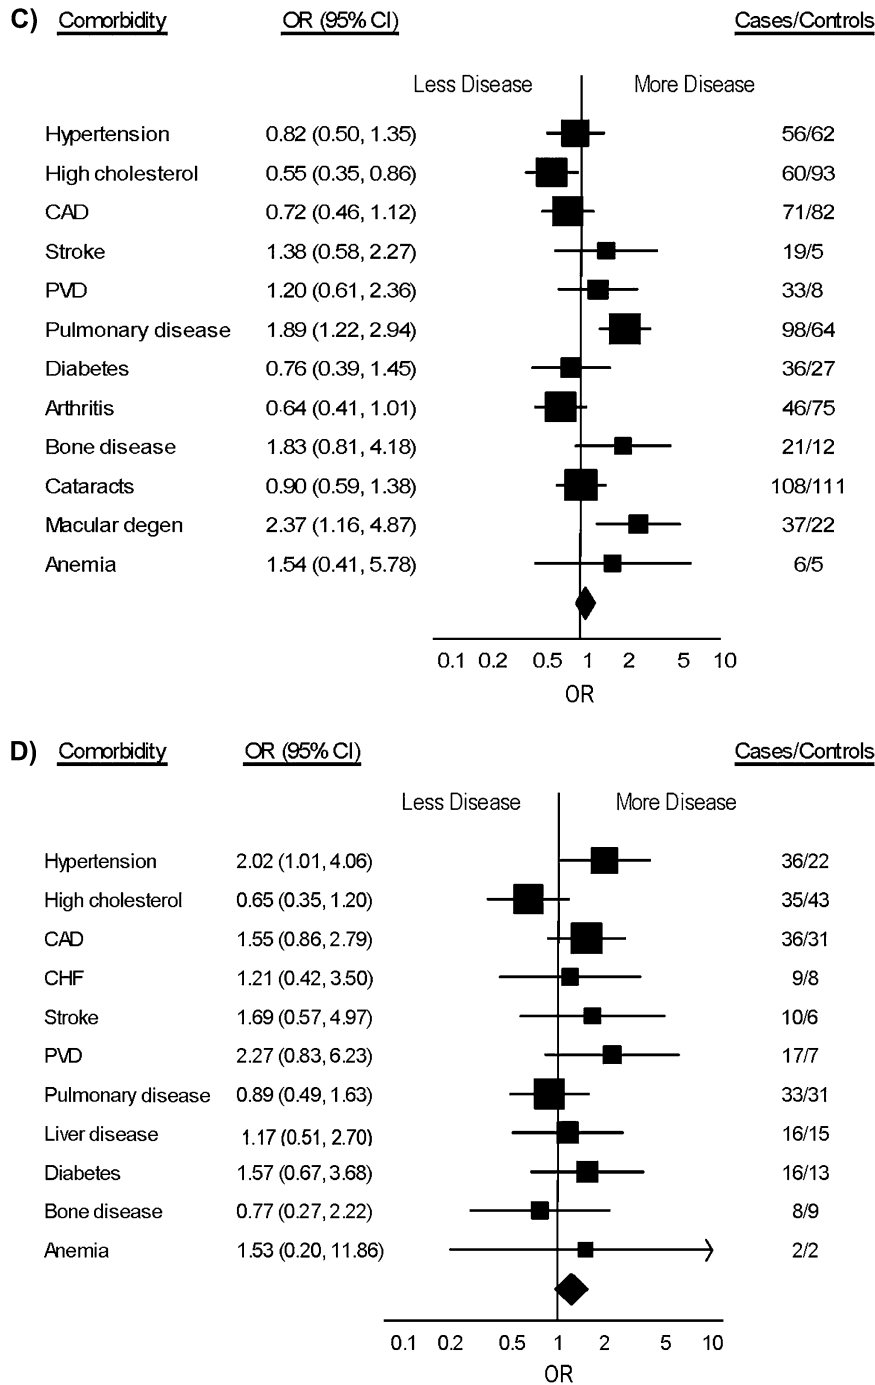 C) Comorbidity OR (95% CI) Cases/Controls
Less Disease More Disease
Hypertension 0.82 (0.50, 1.35) 56/62
High cholesterol 0.55 (0.35, 0.86) 60/93
CAD 0.72 (0.46, 1.12) 71/82
Stroke 1.38 (0.58, 2.27) 19/5
PVD 1.20 (0.61, 2.36) 33/8
Pulmonary disease 1.89 (1.22, 2.94) 98/64
Diabetes 0.76 (0.39, 1.45) 36/27
Arthritis 0.64 (0.41, 1.01) 46/75
Bone disease 1.83 (0.81, 4.18) 21/12
Cataracts 0.90 (0.59, 1.38) 108/111
Macular degen 2.37 (1.16, 4.87) 37/22
Anemia 1.54 (0.41, 5.78) 6/5
0.1 0.2 0.5 1 2 5 10
OR
D) Comorbidity OR (95% CI) Cases/Controls
Less Disease More Disease
Hypertension 2.02 (1.01, 4.06) 36/22
High cholesterol 0.65 (0.35, 1.20) 35/43
CAD 1.55 (0.86, 2.79) 36/31
CHF 1.21 (0.42, 3.50) 9/8
Stroke 1.69 (0.57, 4.97) 10/6
PVD 2.27 (0.83, 6.23) 17/7
Pulmonary disease 0.89 (0.49, 1.63) 33/31
Liver disease 1.17 (0.51, 2.70) 16/15
Diabetes 1.57 (0.67, 3.68) 16/13
Bone disease 0.77 (0.27, 2.22) 8/9
Anemia 1.53 (0.20, 11.86) 2/2
0.1 0.2 0.5 1 2 5 10
OR